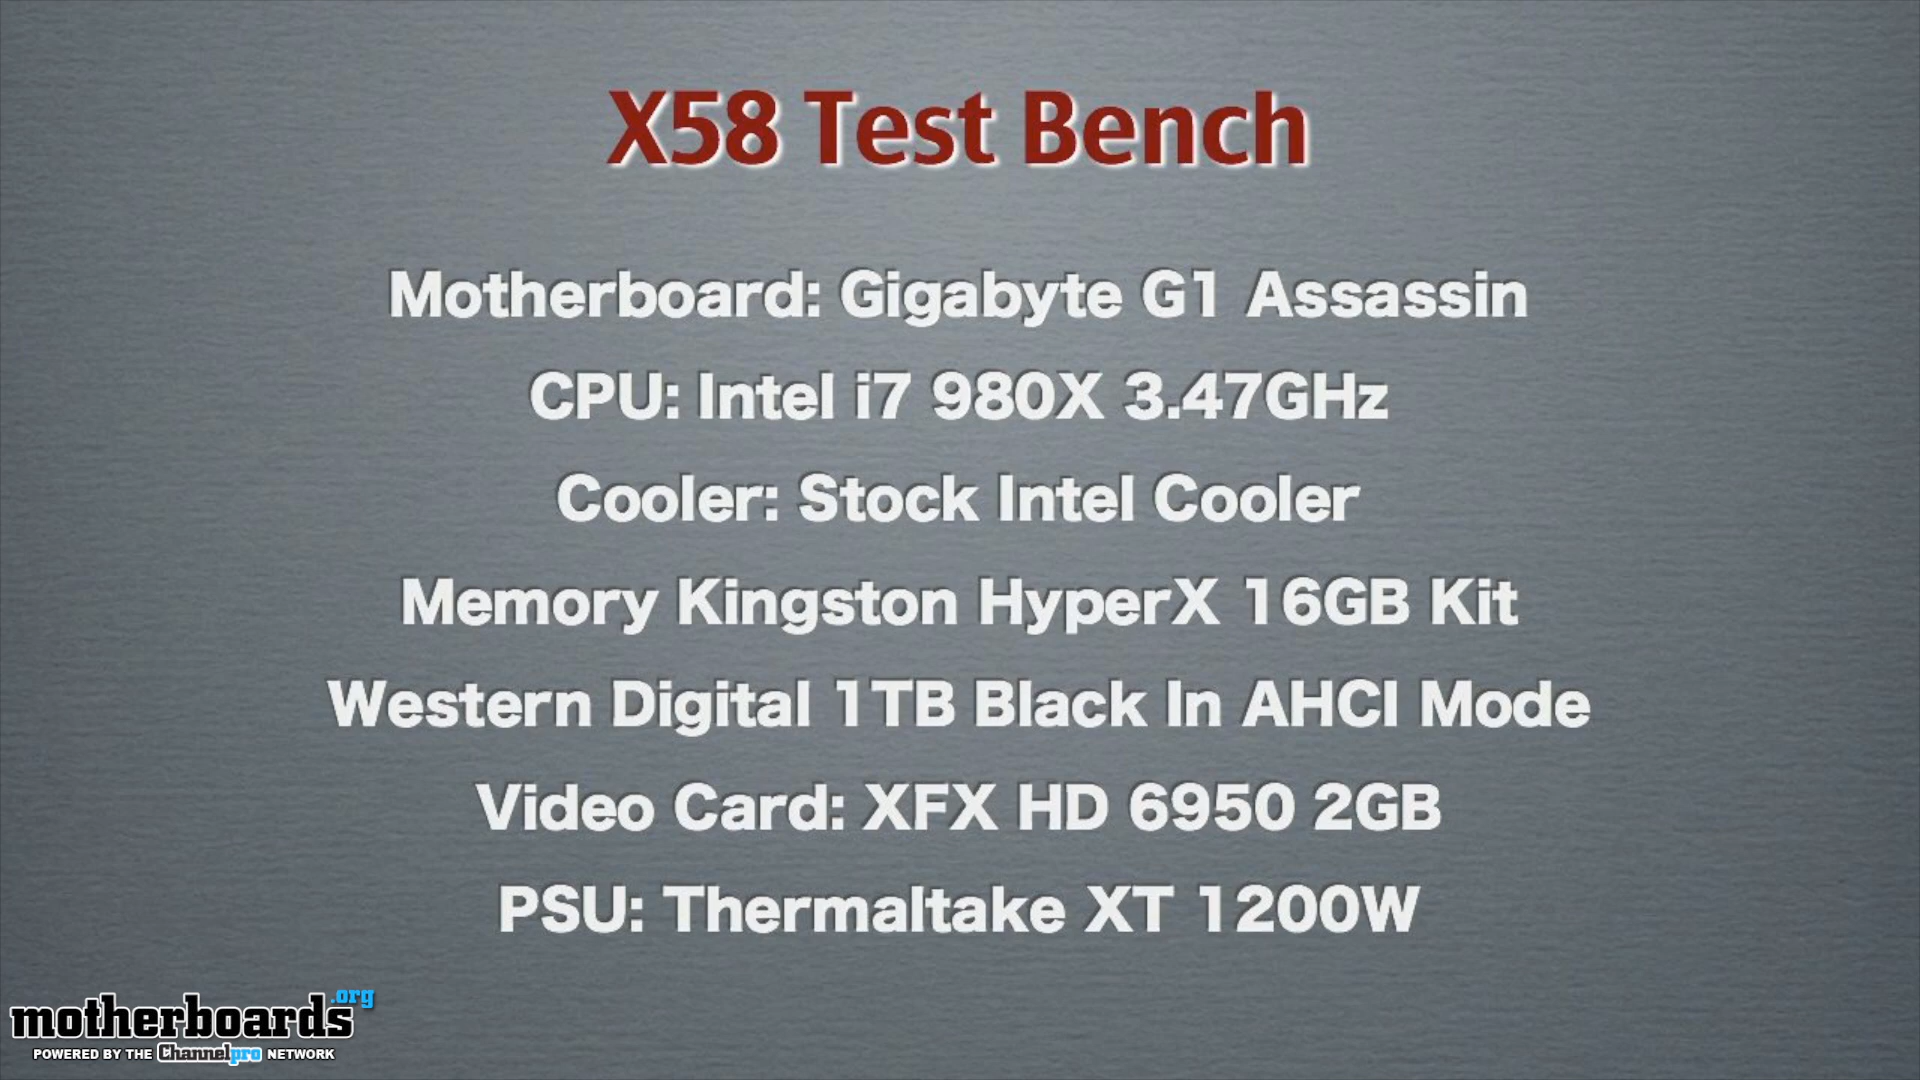 X58 Test Bench
Motherboard: Gigabyte G1 Assassin
CPU: Intel i7 980X 3.47GHz
Cooler: Stock Intel Cooler
Memory Kingston HyperX 16GB Kit
Western Digital 1TB Black In AHCI Mode
Video Card: XFX HD 6950 2GB
PSU: Thermaltake XT 1200W
motherboards.org
POWERED BY THE Channelpro NETWORK